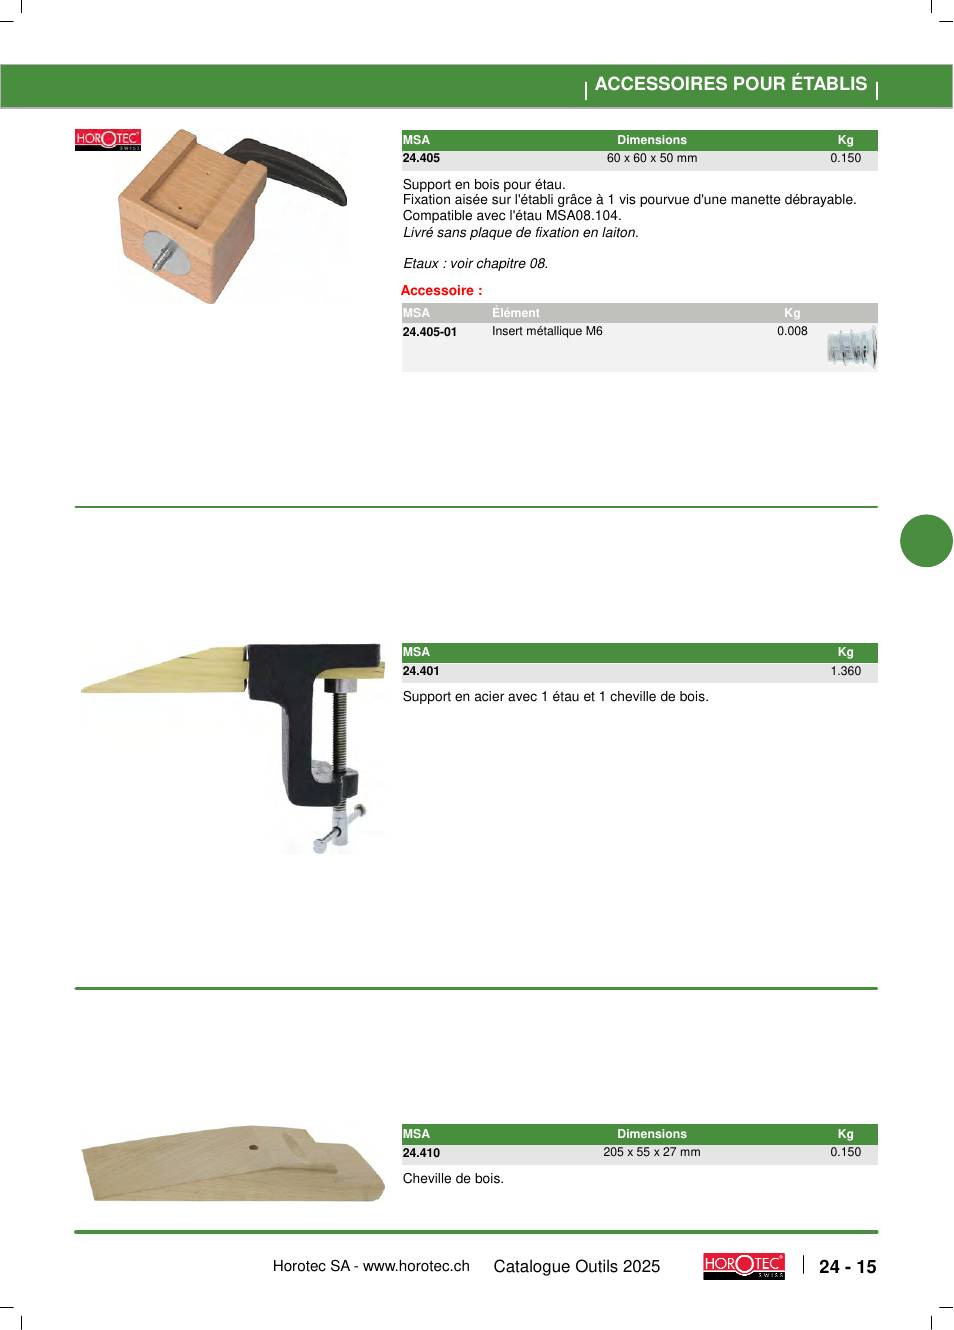 ACCESSOIRES POUR ÉTABLIS
HOROTEC
SWISS
MSA Dimensions Kg
24.405 60 x 60 x 50 mm 0.150
Support en bois pour étau.
Fixation aisée sur l'établi grâce à 1 vis pourvue d'une manette débrayable.
Compatible avec l'étau MSA08.104.
Livré sans plaque de fixation en laiton.
Etaux : voir chapitre 08.
Accessoire :
MSA Élément Kg
24.405-01 Insert métallique M6 0.008
MSA Kg
24.401 1.360
Support en acier avec 1 étau et 1 cheville de bois.
MSA Dimensions Kg
24.410 205 x 55 x 27 mm 0.150
Cheville de bois.
Horotec SA - www.horotec.ch Catalogue Outils 2025 HOROTEC SWISS 24 - 15